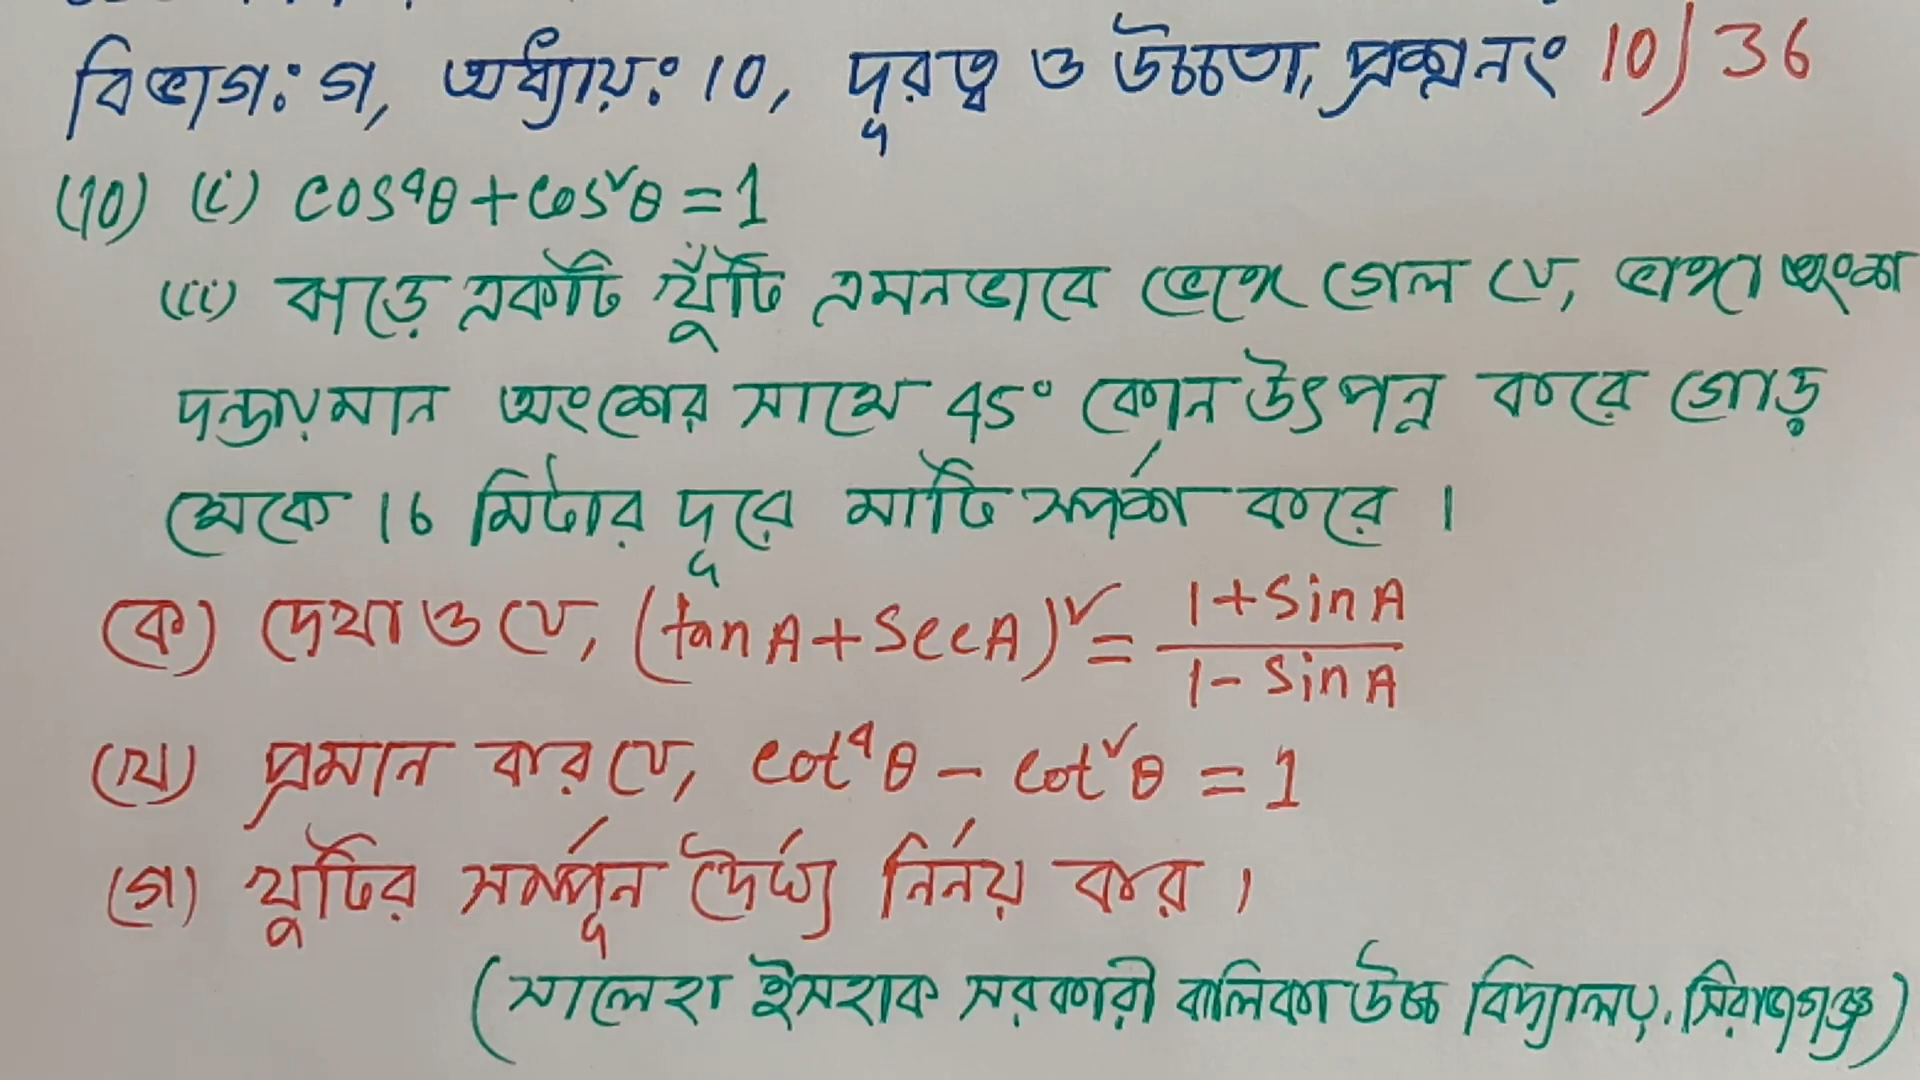 বিভাগঃ গ, অধ্যায়ঃ 10, দূরত্ব ও উচ্চতা, প্রশ্ন নং 10/36
(10) (i) cos⁴θ + cos²θ = 1
(ii) ঝড়ে একটি খুঁটি এমনভাবে ভেঙ্গে গেল যে, ভাঙ্গা অংশ
দন্ডায়মান অংশের সাথে 45° কোন উৎপন্ন করে গোড়
থেকে 16 মিটার দূরে মাটি স্পর্শ করে।
(ক) দেখাও যে, (tanA + SecA)² = (1 + SinA)/(1 - SinA)
(খ) প্রমান কর যে, cot⁴θ - cot²θ = 1
(গ) খুটির সম্পূর্ন দৈর্ঘ্য নির্নয় কর।
(সালেহা ইসহাক সরকারী বালিকা উচ্চ বিদ্যালয়, সিরাজগঞ্জ)